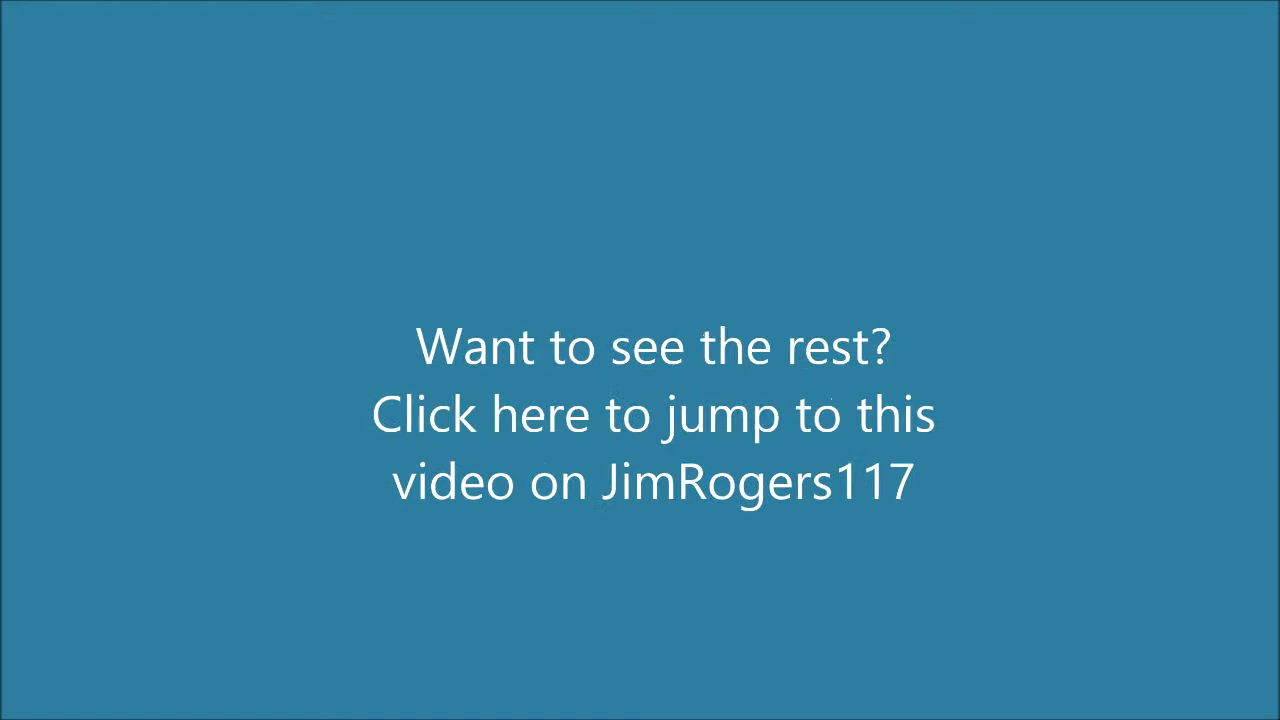 Want to see the rest?
Click here to jump to this
video on JimRogers117